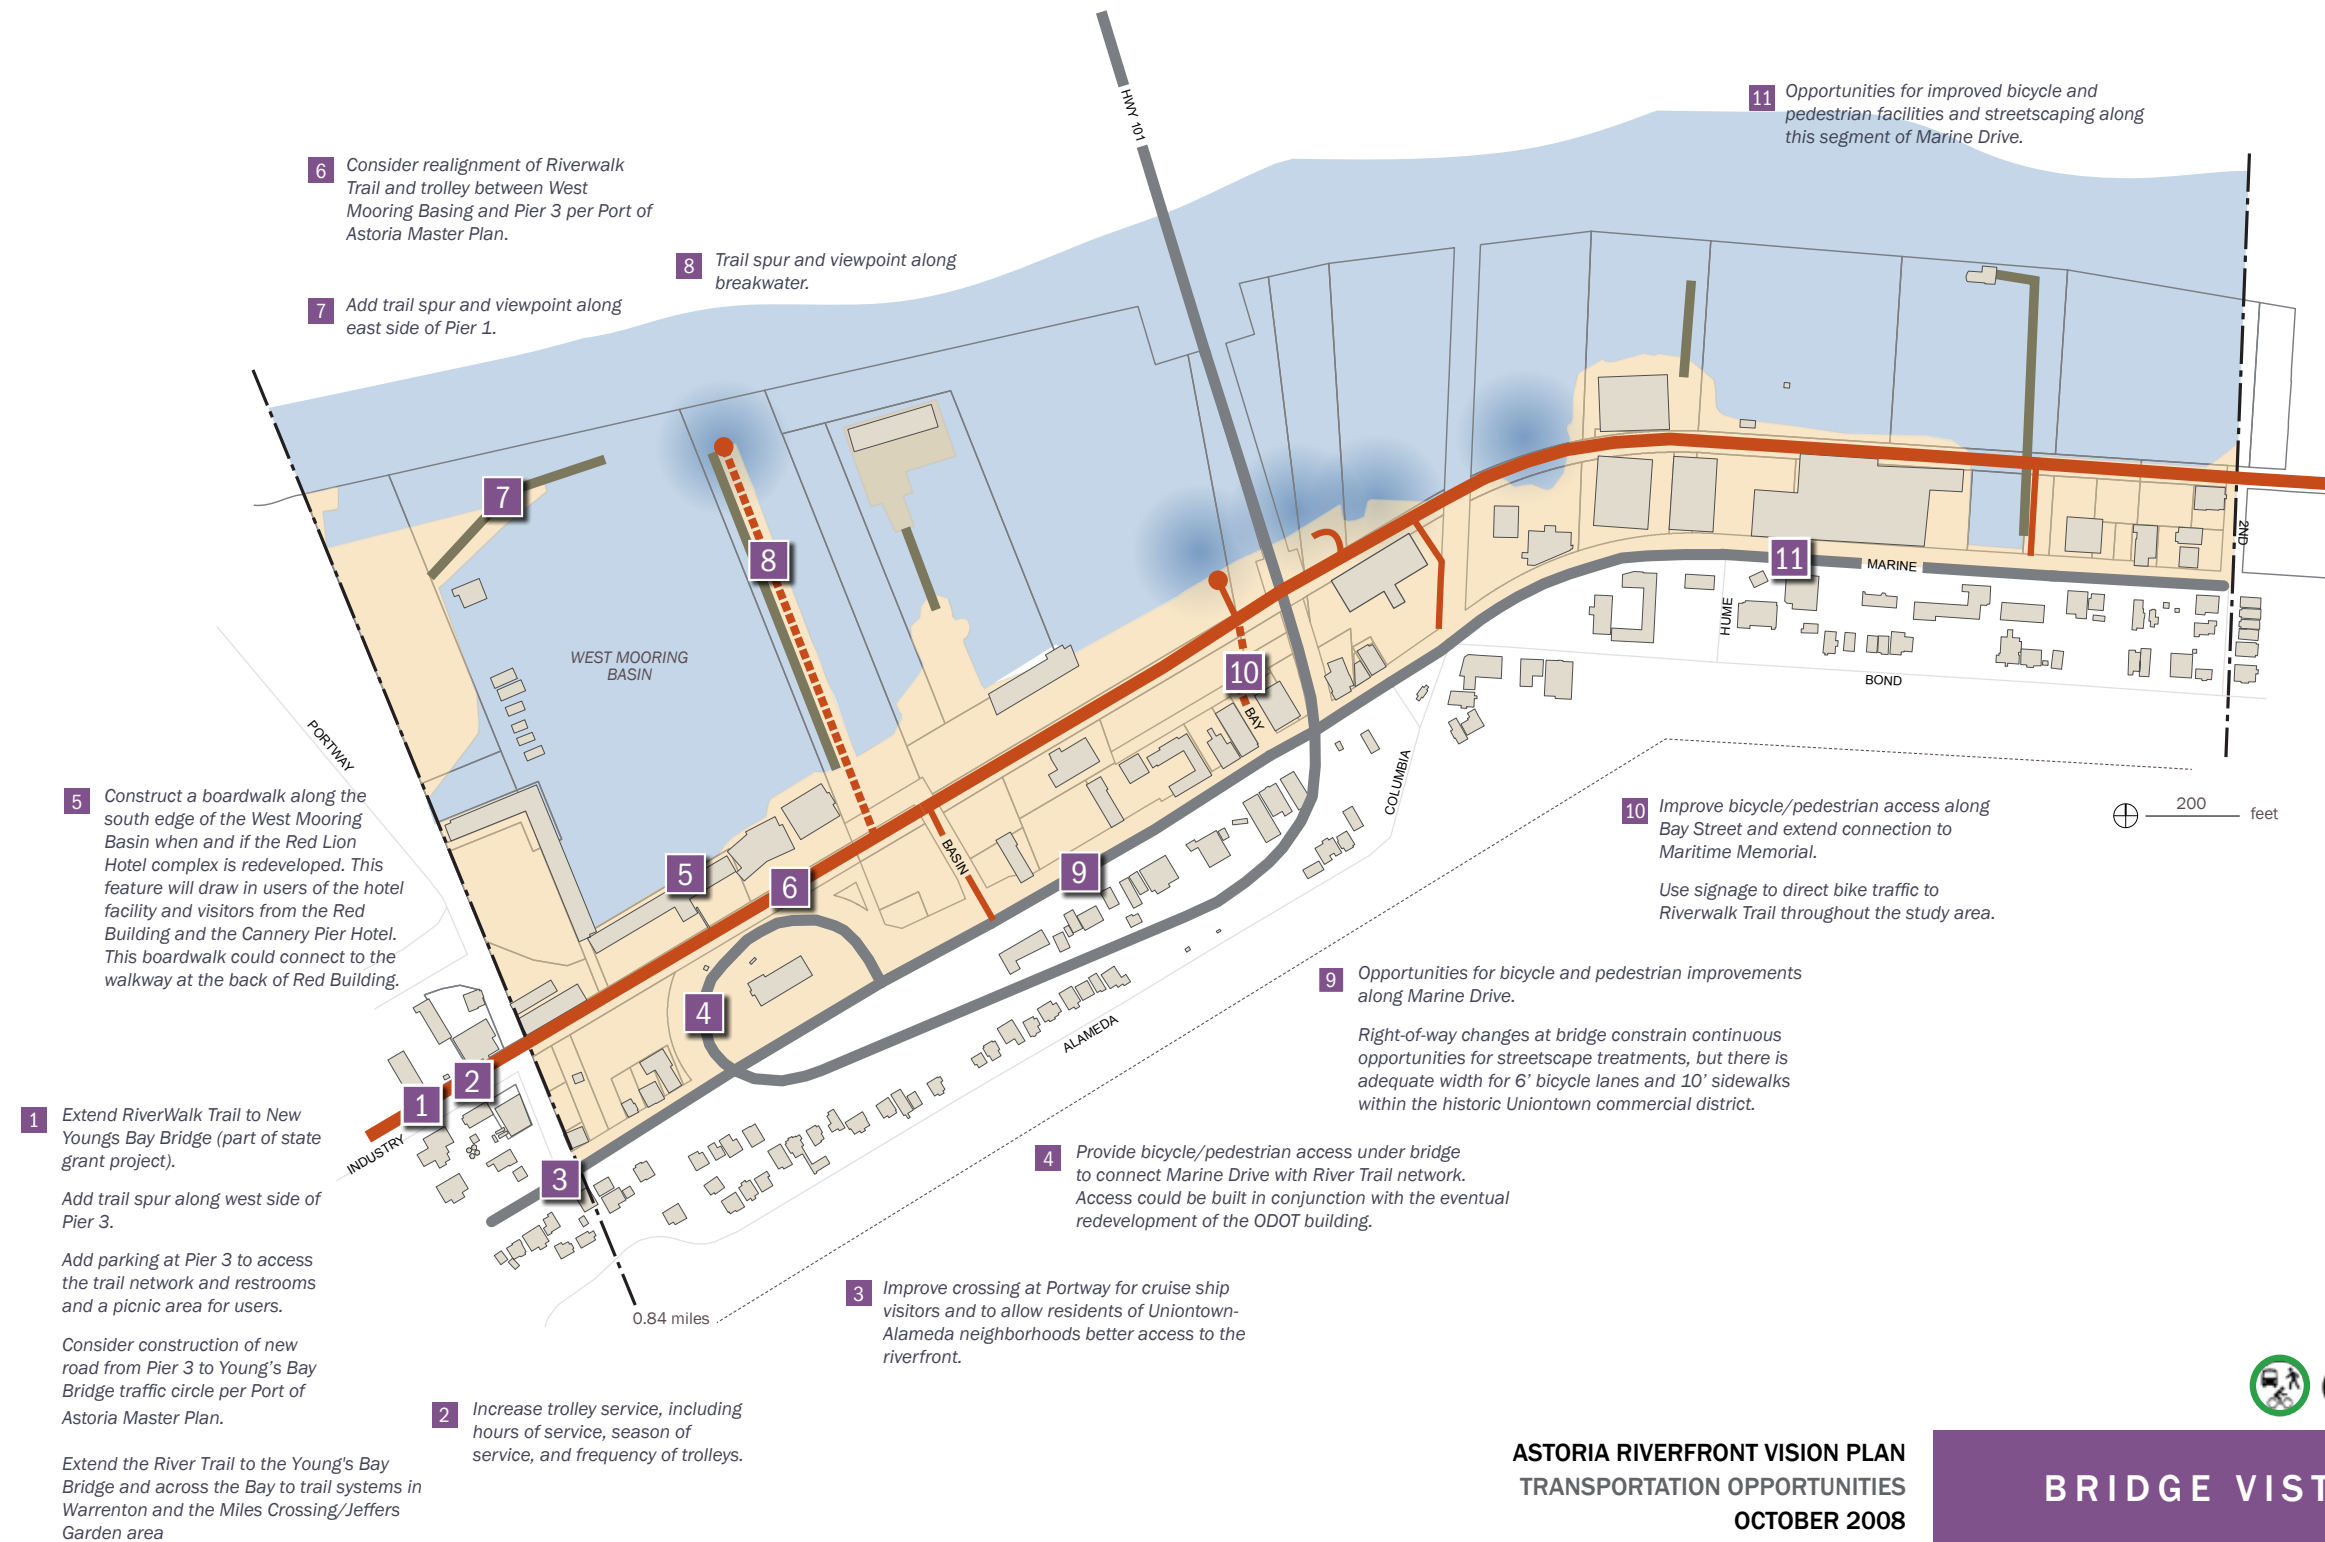 HWY 101
11
Opportunities for improved bicycle and
pedestrian facilities and streetscaping along
this segment of Marine Drive.
6
Consider realignment of Riverwalk
Trail and trolley between West
Mooring Basing and Pier 3 per Port of
Astoria Master Plan.
8
Trail spur and viewpoint along
breakwater.
7
Add trail spur and viewpoint along
east side of Pier 1.
7
8
WEST MOORING
BASIN
10
BAY
11
MARINE
2ND
HUME
BOND
PORTWAY
COLUMBIA
BASIN
5
6
9
4
ALAMEDA
2
1
3
INDUSTRY
0.84 miles
200
feet
5
Construct a boardwalk along the
south edge of the West Mooring
Basin when and if the Red Lion
Hotel complex is redeveloped. This
feature will draw in users of the hotel
facility and visitors from the Red
Building and the Cannery Pier Hotel.
This boardwalk could connect to the
walkway at the back of Red Building.
10
Improve bicycle/pedestrian access along
Bay Street and extend connection to
Maritime Memorial.
Use signage to direct bike traffic to
Riverwalk Trail throughout the study area.
9
Opportunities for bicycle and pedestrian improvements
along Marine Drive.
Right-of-way changes at bridge constrain continuous
opportunities for streetscape treatments, but there is
adequate width for 6’ bicycle lanes and 10’ sidewalks
within the historic Uniontown commercial district.
1
Extend RiverWalk Trail to New
Youngs Bay Bridge (part of state
grant project).
Add trail spur along west side of
Pier 3.
Add parking at Pier 3 to access
the trail network and restrooms
and a picnic area for users.
Consider construction of new
road from Pier 3 to Young’s Bay
Bridge traffic circle per Port of
Astoria Master Plan.
Extend the River Trail to the Young's Bay
Bridge and across the Bay to trail systems in
Warrenton and the Miles Crossing/Jeffers
Garden area
4
Provide bicycle/pedestrian access under bridge
to connect Marine Drive with River Trail network.
Access could be built in conjunction with the eventual
redevelopment of the ODOT building.
3
Improve crossing at Portway for cruise ship
visitors and to allow residents of Uniontown-
Alameda neighborhoods better access to the
riverfront.
2
Increase trolley service, including
hours of service, season of
service, and frequency of trolleys.
ASTORIA RIVERFRONT VISION PLAN
TRANSPORTATION OPPORTUNITIES
OCTOBER 2008
BRIDGE VIST